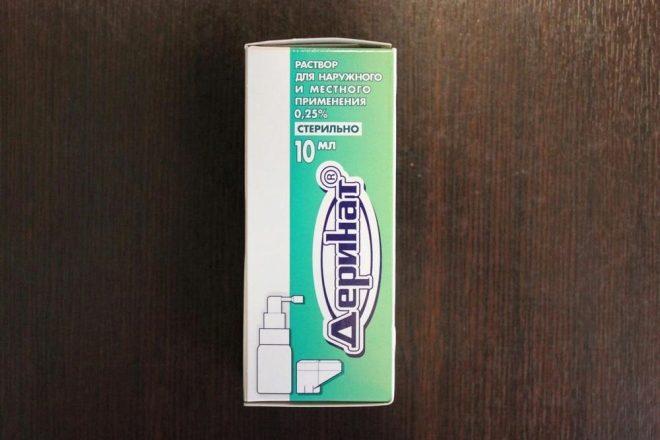 РАСТВОР
ДЛЯ НАРУЖНОГО
И МЕСТНОГО
ПРИМЕНЕНИЯ
0,25%
СТЕРИЛЬНО
10 МЛ
Деринат®